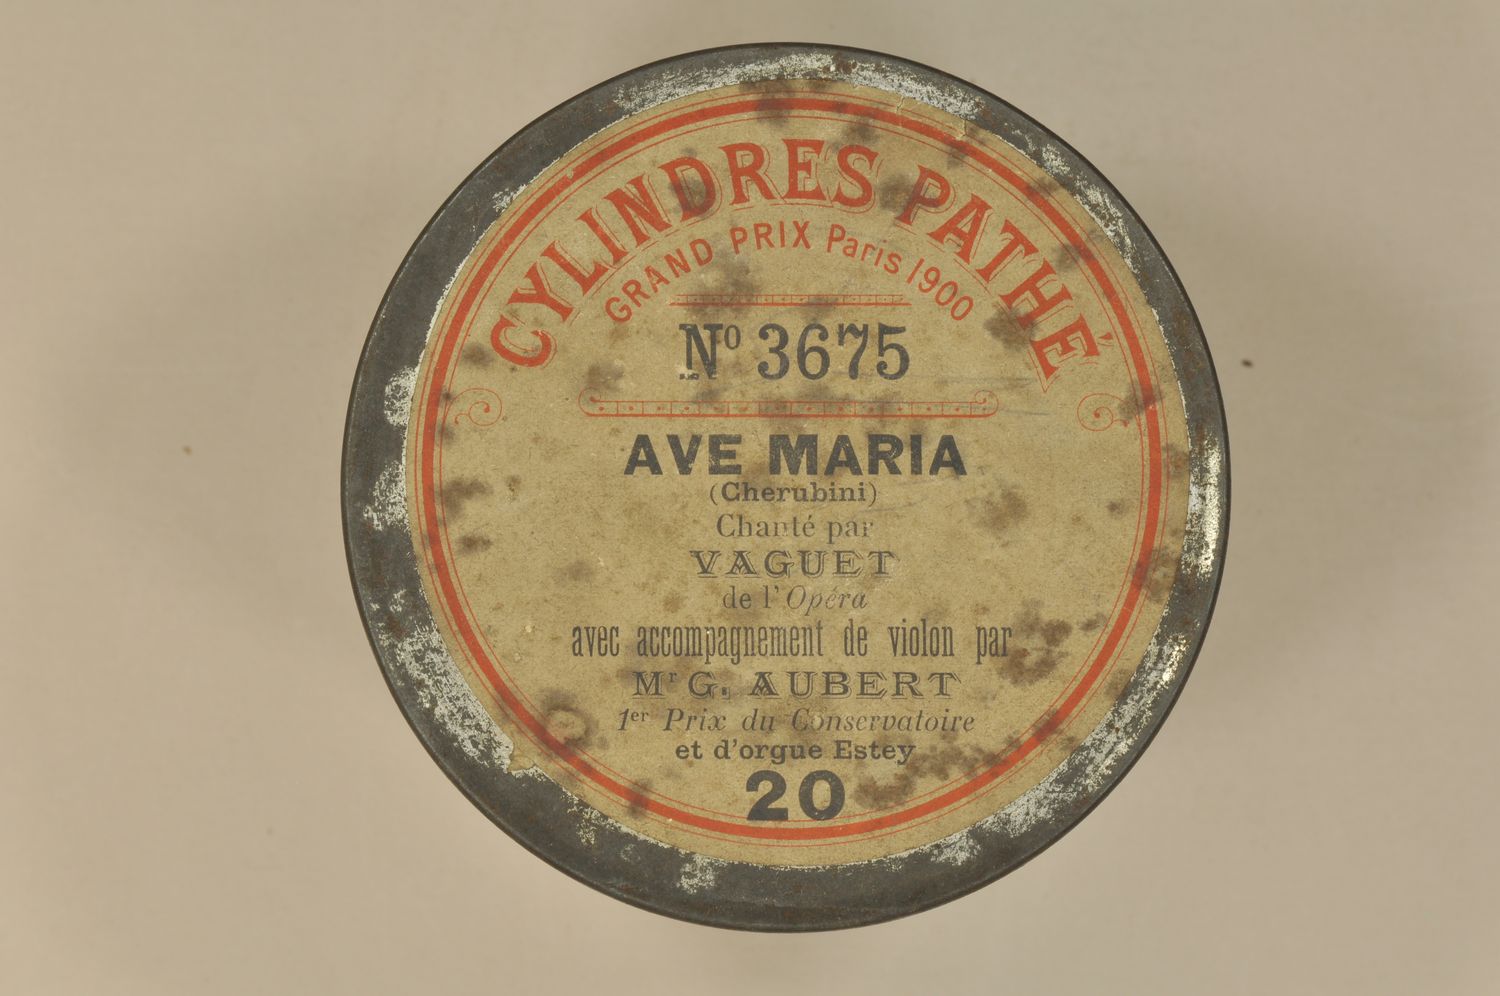 CYLINDRES PATHÉ
GRAND PRIX Paris 1900
Nº 3675
AVE MARIA
(Cherubini)
Chanté par
VAGUET
de l'Opéra
avec accompagnement de violon par
Mr G. AUBERT
1er Prix du Conservatoire
et d'orgue Estey
20